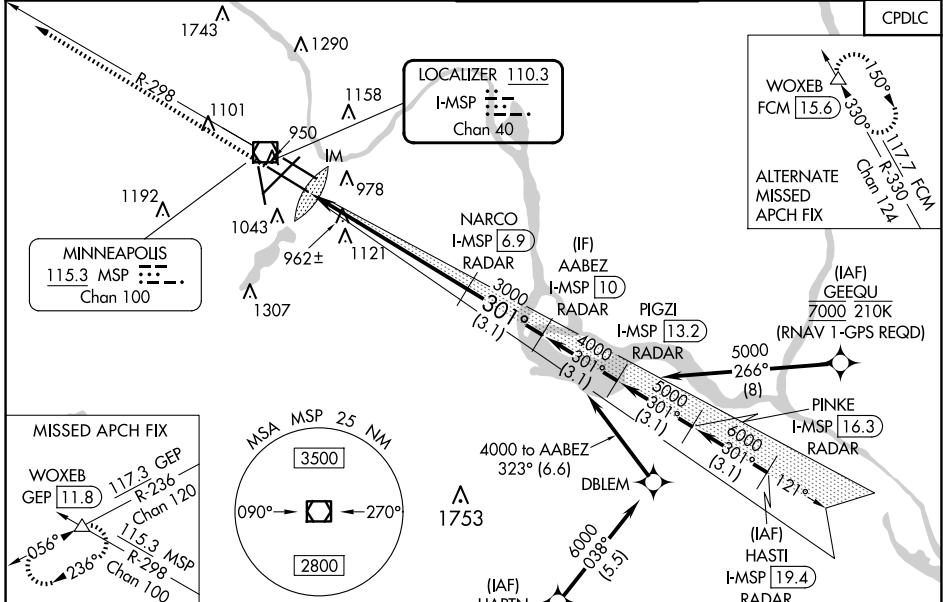 CPDLC
1743
1290
1158
1101
950
IM
978
1192
1043
962±
1121
1307
1753
R-298
LOCALIZER 110.3
I-MSP
Chan 40
MINNEAPOLIS
115.3 MSP
Chan 100
WOXEB
FCM 15.6
150°
330°
117.7 FCM
R-330
Chan 124
ALTERNATE
MISSED
APCH FIX
NARCO
I-MSP 6.9
RADAR
(IF)
AABEZ
I-MSP 10
RADAR
PIGZI
I-MSP 13.2
RADAR
(IAF)
GEEQU
7000 210K
(RNAV 1-GPS REQD)
5000
266°
(8)
PINKE
I-MSP 16.3
RADAR
3000
301°
(3.1)
4000
301°
(3.1)
5000
301°
(3.1)
6000
301°
(3.1)
121°
4000 to AABEZ
323° (6.6)
DBLEM
6000
038°
(5.5)
(IAF)
HASTI
I-MSP 19.4
RADAR
(IAF)
MISSED APCH FIX
WOXEB
GEP 11.8
117.3 GEP
R-236
Chan 120
056°
236°
115.3 MSP
R-298
Chan 100
MSA MSP 25 NM
3500
090°
270°
2800